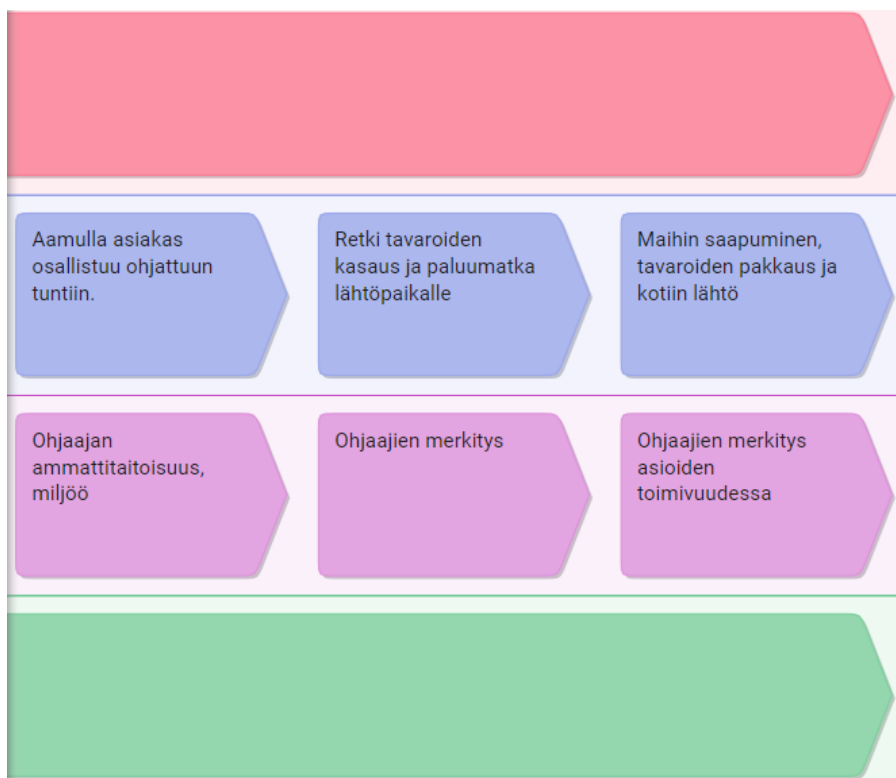 Aamulla asiakas
osallistuu ohjattuun
tuntiin.
Retki tavaroiden
kasaus ja paluumatka
lähtöpaikalle
Maihin saapuminen,
tavaroiden pakkaus ja
kotiin lähtö
Ohjaajan
ammattitaitoisuus,
miljöö
Ohjaajien merkitys
Ohjaajien merkitys
asioiden
toimivuudessa